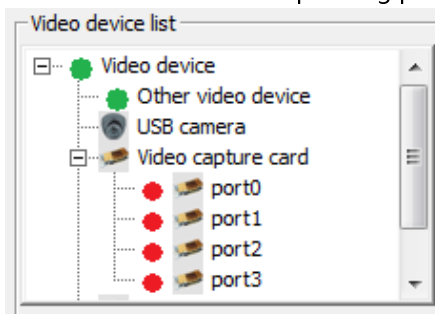 Video device list
Video device
Other video device
USB camera
Video capture card
port0
port1
port2
port3